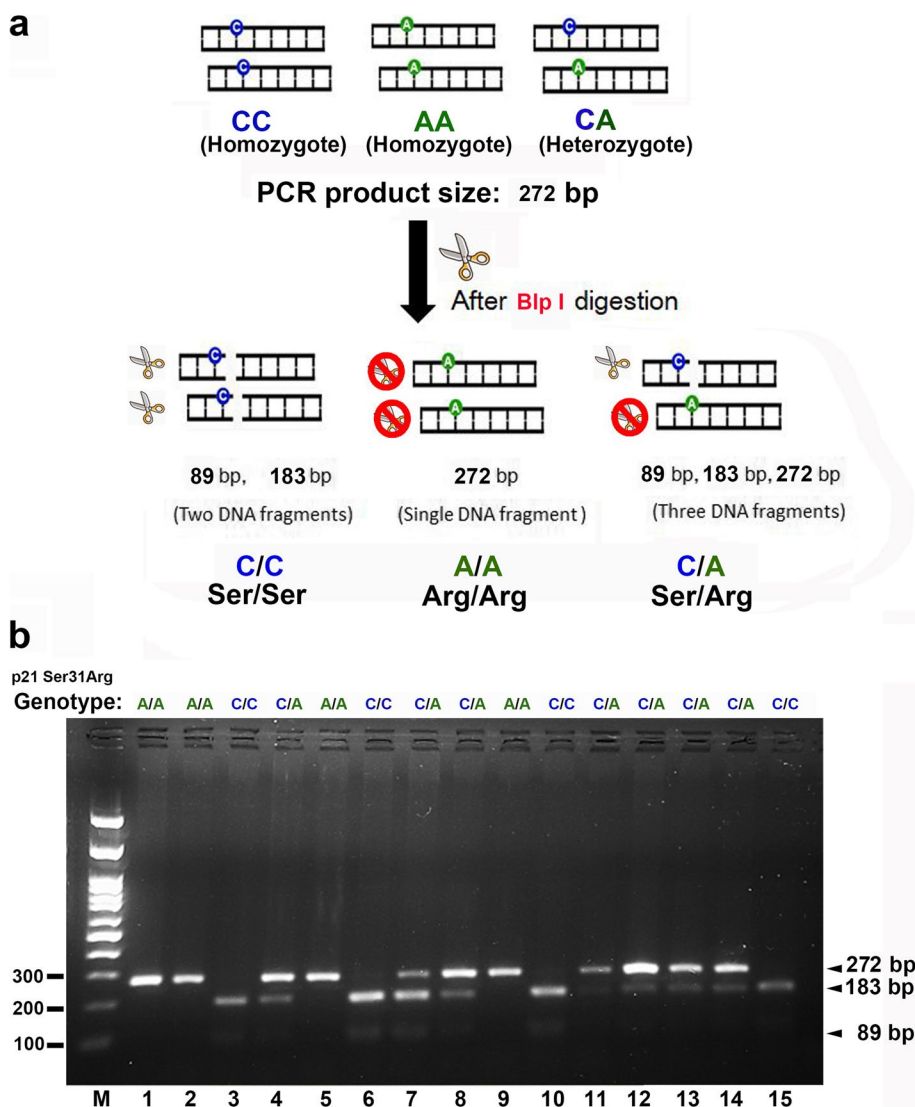 a
C A C
C A A
CC AA CA
(Homozygote) (Homozygote) (Heterozygote)
PCR product size: 272 bp
After Blp I digestion
C A C
C A A
89 bp, 183 bp 272 bp 89 bp, 183 bp, 272 bp
(Two DNA fragments) (Single DNA fragment) (Three DNA fragments)
C/C A/A C/A
Ser/Ser Arg/Arg Ser/Arg
b
p21 Ser31Arg
Genotype: A/A A/A C/C C/A A/A C/C C/A C/A A/A C/C C/A C/A C/A C/A C/C
300 272 bp
200 183 bp
100 89 bp
M 1 2 3 4 5 6 7 8 9 10 11 12 13 14 15